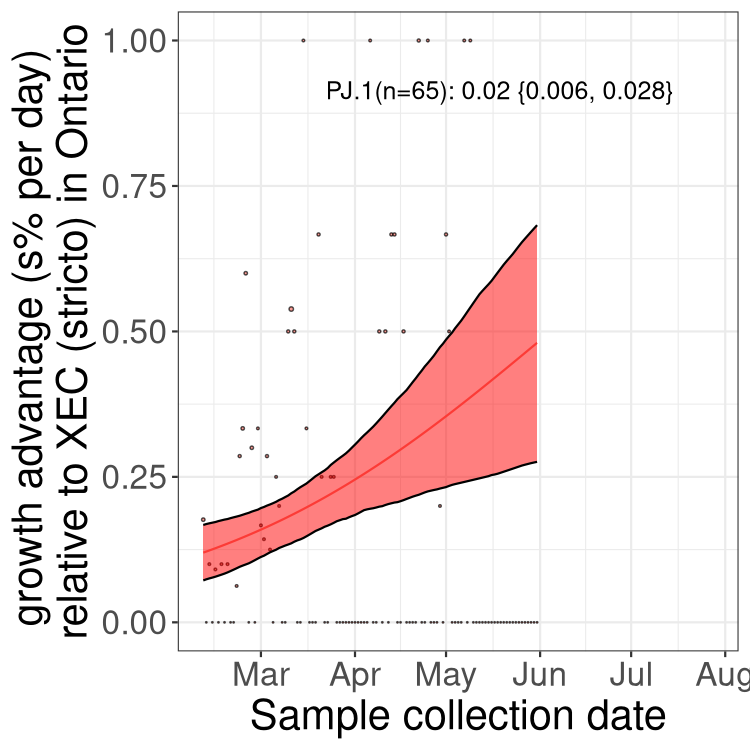 growth advantage (s% per day)
relative to XEC (stricto) in Ontario
1.00
0.75
0.50
0.25
0.00
PJ.1(n=65): 0.02 {0.006, 0.028}
Mar Apr May Jun Jul Aug
Sample collection date